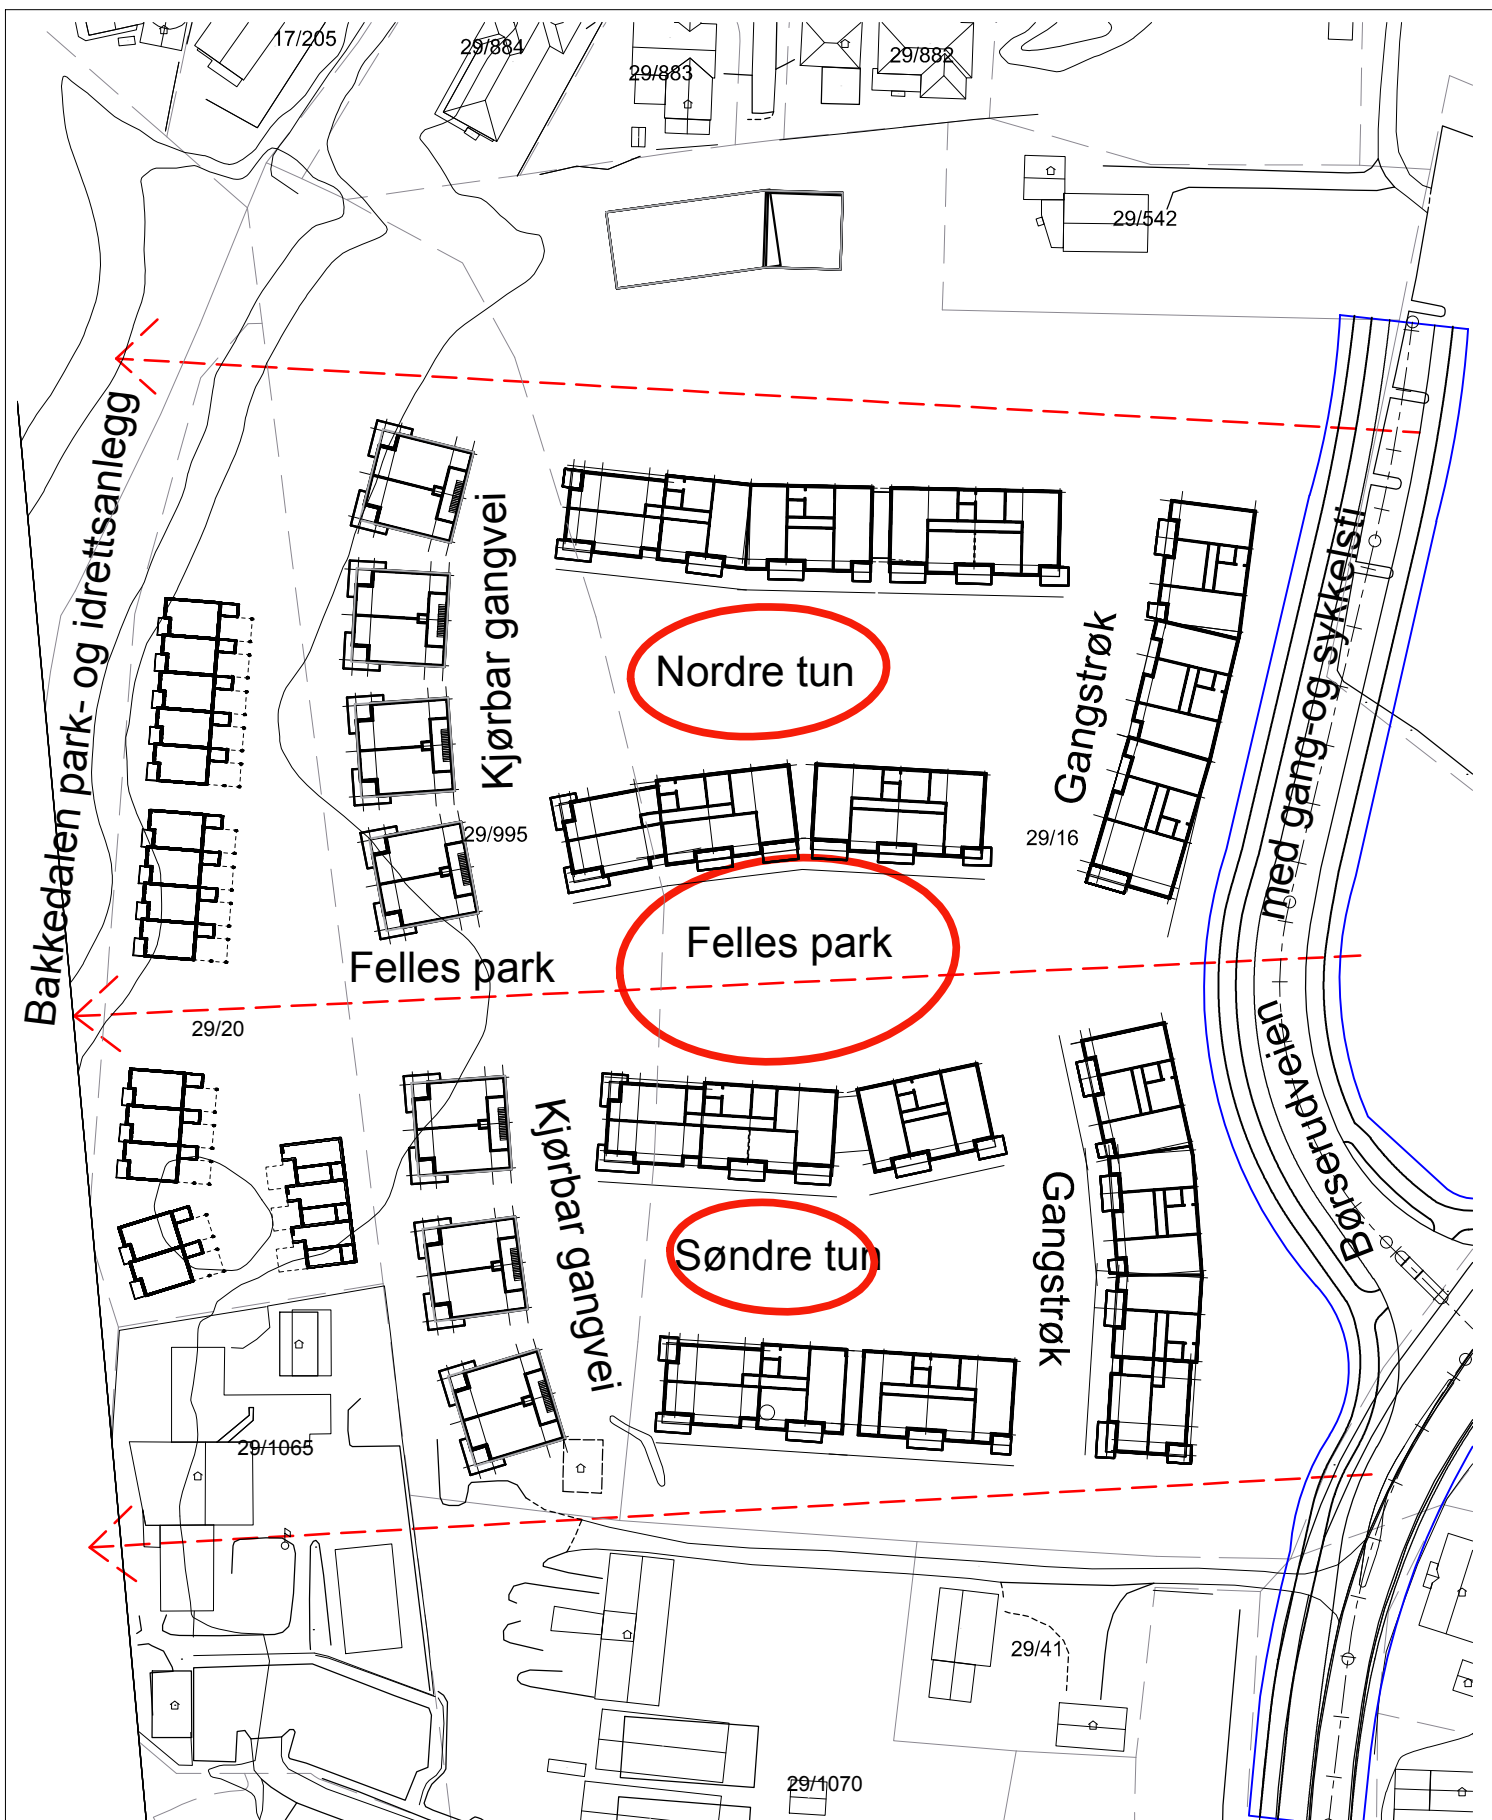 17/205
29/884
29/883
29/882
29/542
Bakkedalen park- og idrettsanlegg
Kjørbar gangvei
Nordre tun
Gangstrøk
med gang-og sykkelsti
29/995
29/16
Felles park
Felles park
29/20
Børserudveien
Kjørbar gangvei
Søndre tun
Gangstrøk
29/1065
29/41
29/1070